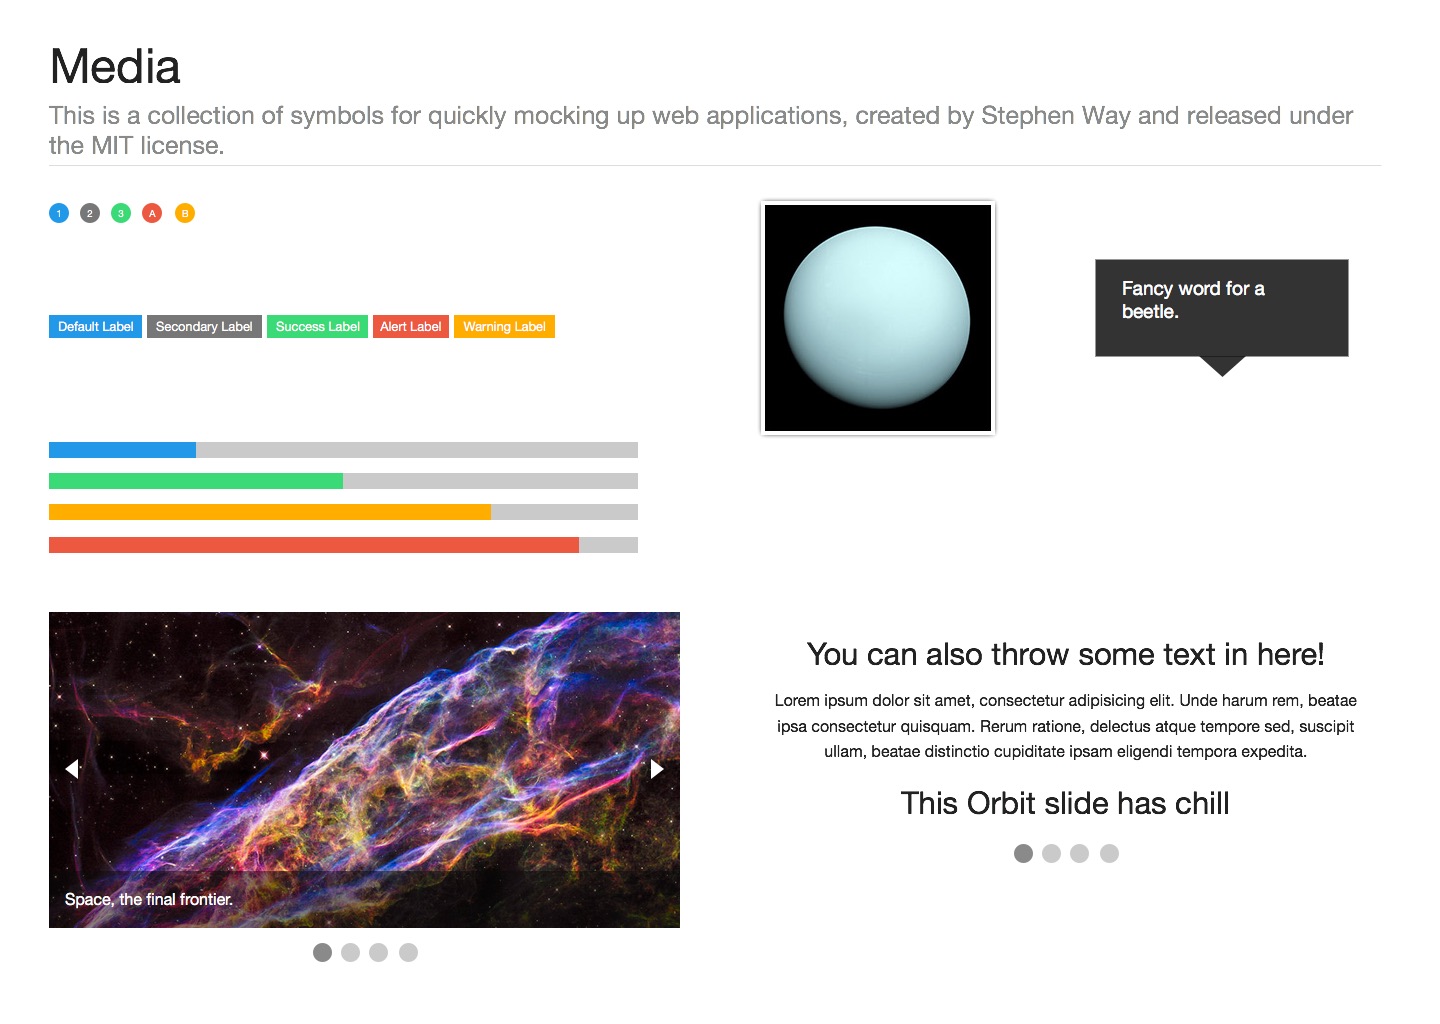 Media
This is a collection of symbols for quickly mocking up web applications, created by Stephen Way and released under
the MIT license.
1 2 3 A B
Default Label Secondary Label Success Label Alert Label Warning Label
Fancy word for a
beetle.
Space, the final frontier.
You can also throw some text in here!
Lorem ipsum dolor sit amet, consectetur adipisicing elit. Unde harum rem, beatae
ipsa consectetur quisquam. Rerum ratione, delectus atque tempore sed, suscipit
ullam, beatae distinctio cupiditate ipsam eligendi tempora expedita.
This Orbit slide has chill